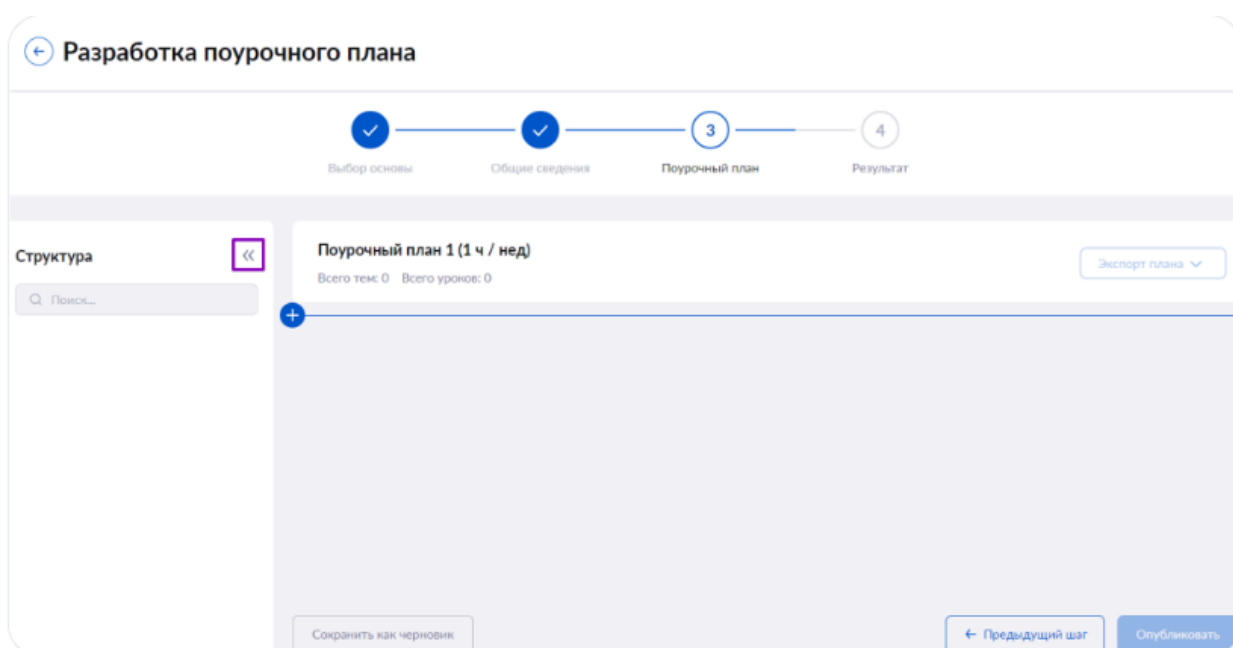 Разработка поурочного плана
3
4
Выбор основы
Общие сведения
Поурочный план
Результат
Структура
Поиск...
Поурочный план 1 (1 ч / нед)
Всего тем: 0 Всего уроков: 0
Экспорт плана
Сохранить как черновик
Предыдущий шаг
Опубликовать